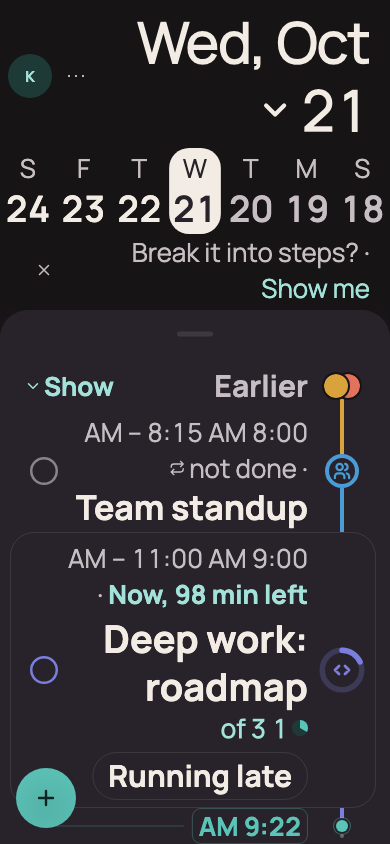 Wed, Oct
21
K
...
S F T W T M S
24 23 22 21 20 19 18
Break it into steps? ·
Show me
Earlier
Show
AM – 8:15 AM 8:00
not done ·
Team standup
AM – 11:00 AM 9:00
· Now, 98 min left
Deep work:
roadmap
of 3 1
Running late
AM 9:22